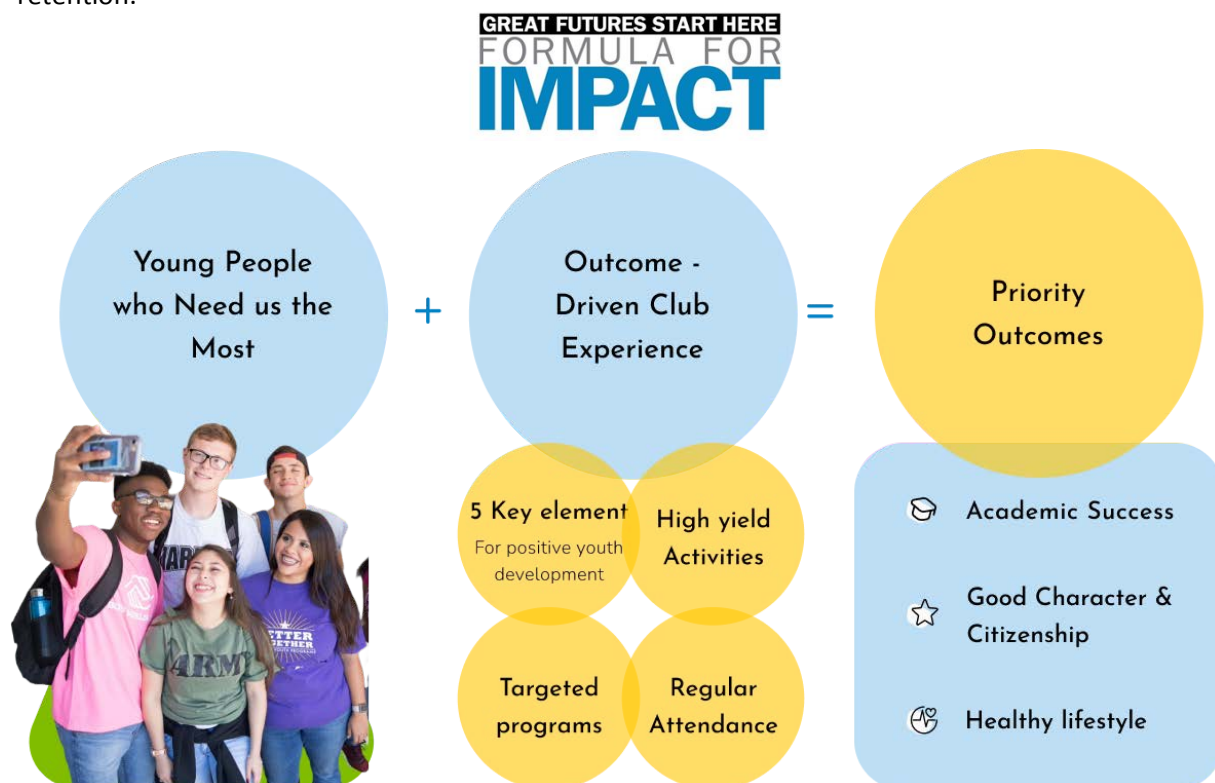 retention.
GREAT FUTURES START HERE
FORMULA FOR
IMPACT
Young People
who Need us the
Most
+
Outcome -
Driven Club
Experience
=
Priority
Outcomes
5 Key element
For positive youth
development
High yield
Activities
Targeted
programs
Regular
Attendance
Academic Success
Good Character &
Citizenship
Healthy lifestyle
ARMY